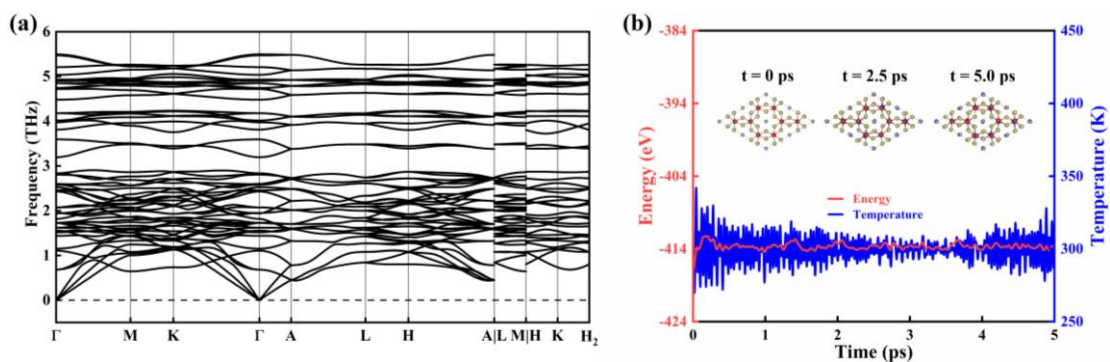 (a)
6
5
4
3
2
1
0
Frequency (THz)
Γ M K Γ A L H A|L M|H K H2
(b)
-384
-394
-404
-414
-424
Energy (eV)
t = 0 ps t = 2.5 ps t = 5.0 ps
Energy
Temperature
450
400
350
300
250
Temperature (K)
0 1 2 3 4 5
Time (ps)